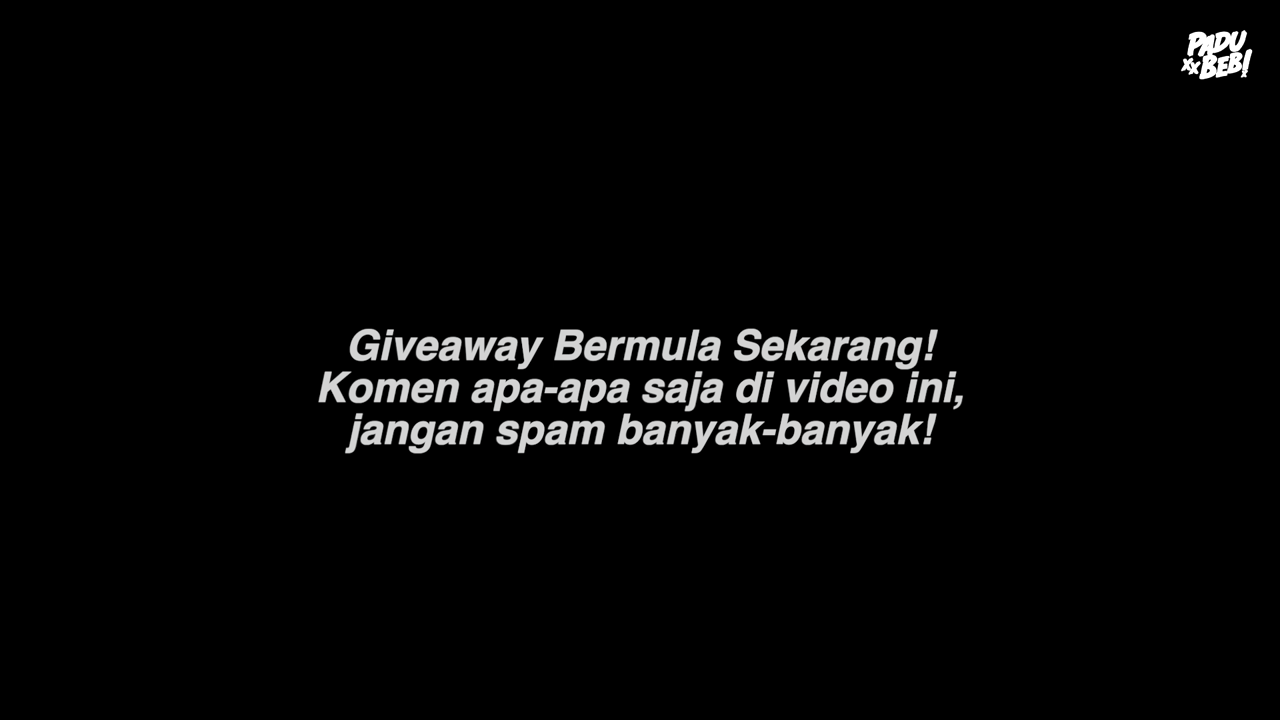 PADU
xx BEB!
Giveaway Bermula Sekarang!
Komen apa-apa saja di video ini,
jangan spam banyak-banyak!